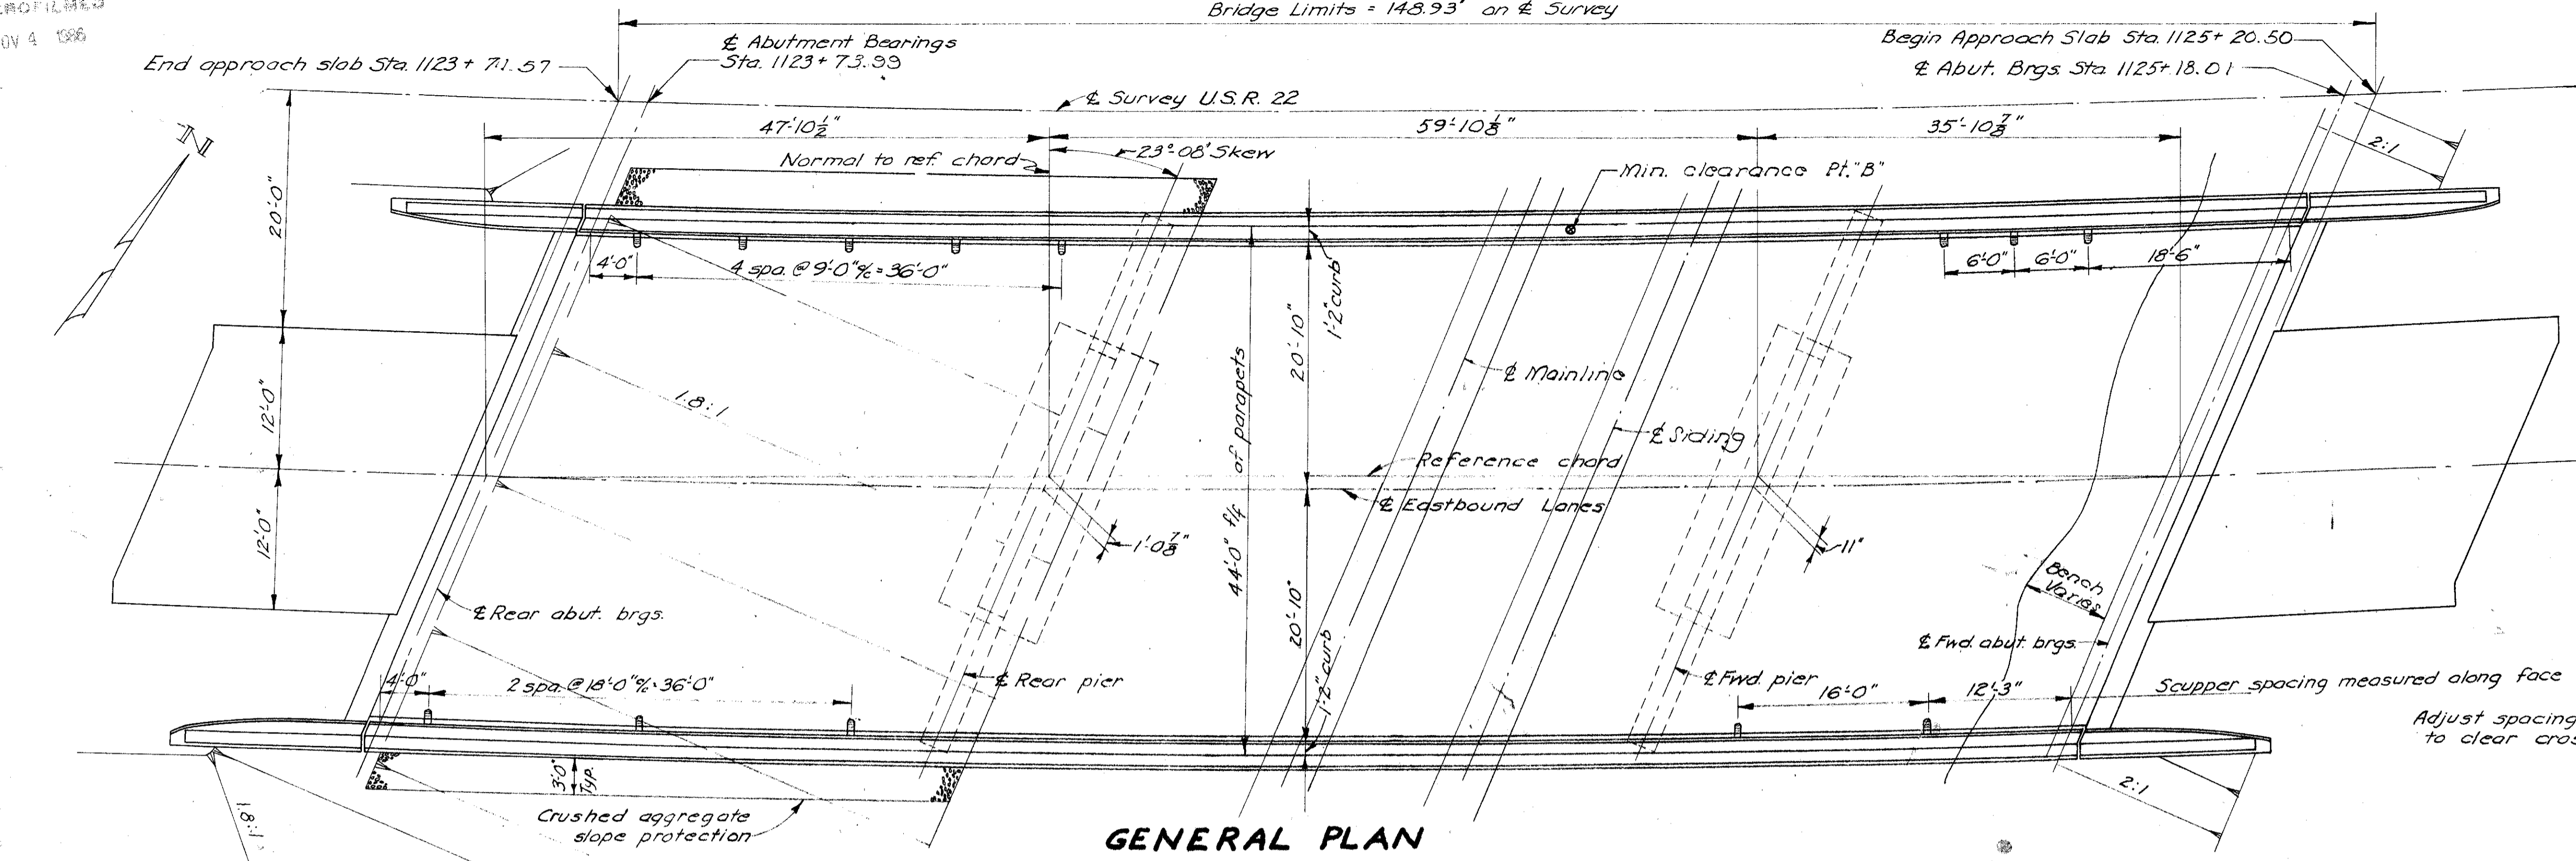 NOV 4 1986
Bridge Limits = 148.93' on ℄ Survey
℄ Abutment Bearings
Sta. 1123 + 73.99
End approach slab Sta. 1123 + 71.57
Begin Approach Slab Sta. 1125+ 20.50
℄ Abut. Brgs. Sta. 1125+18.01
℄ Survey U.S.R. 22
47'-10½"
59'-10⅛"
35'-10⅞"
N
Normal to ref. chord
23°-08' Skew
Min. clearance Pt. "B"
2:1
20'-0"
4'-0"
4 spa. @ 9'-0" %= 36'-0"
1'-2" curb
6'-0"
6'-0"
18'-6"
20'-10"
44'-0" f/f of parapets
℄ Mainline
1.8:1
12'-0"
℄ Siding
Reference chord
℄ Eastbound Lanes
12'-0"
1'-0⅞"
11"
Bench
Varies
℄ Rear abut. brgs.
20'-10"
℄ Fwd. abut. brgs.
4'-0"
2 spa. @ 18'-0" %= 36'-0"
℄ Rear pier
1'-2" curb
℄ Fwd. pier
16'-0"
12'-3"
Scupper spacing measured along face
Adjust spacing
to clear
3'-0"
Typ.
2:1
1.8:1
Crushed aggregate
slope protection
GENERAL PLAN